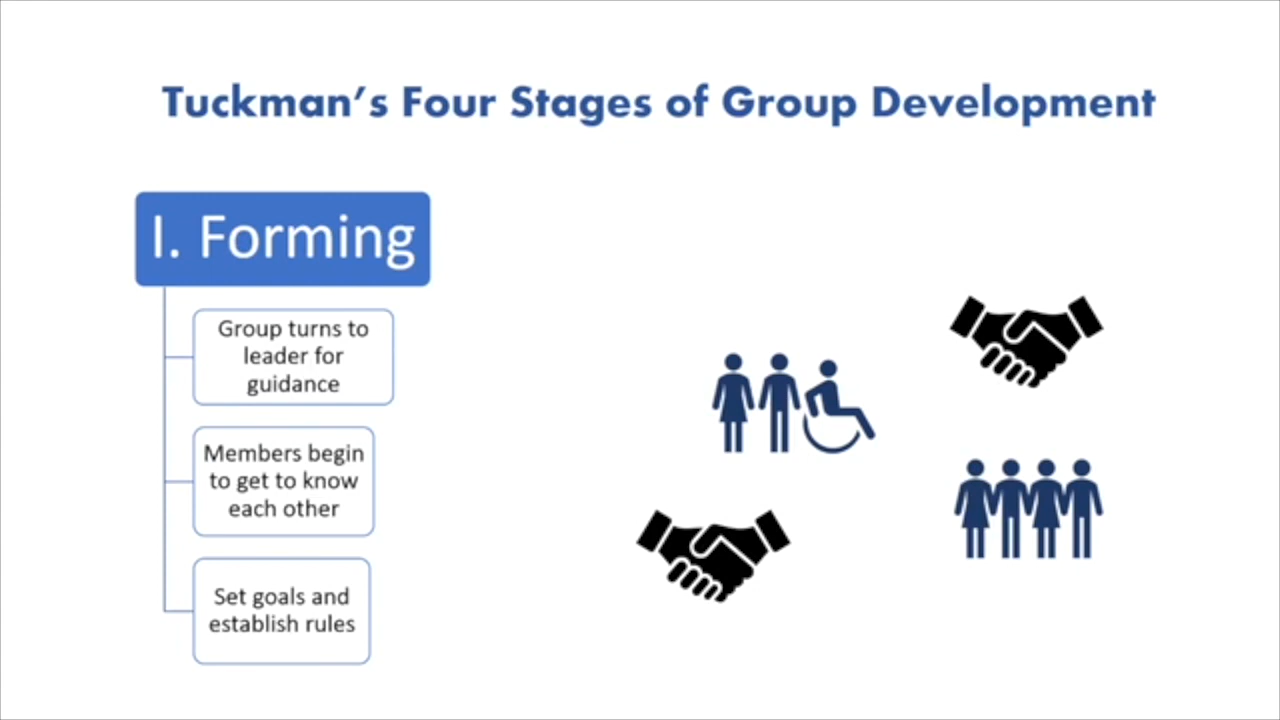 Tuckman’s Four Stages of Group Development
I. Forming
Group turns to
leader for
guidance
Members begin
to get to know
each other
Set goals and
establish rules